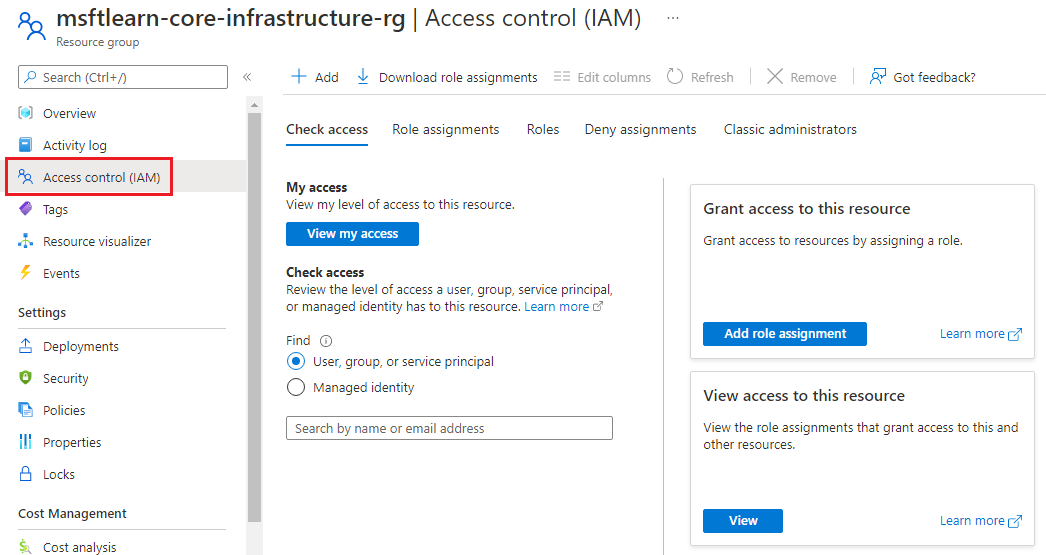 msftlearn-core-infrastructure-rg | Access control (IAM) ...
Resource group
Search (Ctrl+/)
«
Overview
Activity log
Access control (IAM)
Tags
Resource visualizer
Events
Settings
Deployments
Security
Policies
Properties
Locks
Cost Management
Cost analysis
Add
Download role assignments
Edit columns
Refresh
Remove
Got feedback?
Check access
Role assignments
Roles
Deny assignments
Classic administrators
My access
View my level of access to this resource.
View my access
Check access
Review the level of access a user, group, service principal,
or managed identity has to this resource. Learn more
Find
User, group, or service principal
Managed identity
Search by name or email address
Grant access to this resource
Grant access to resources by assigning a role.
Add role assignment
Learn more
View access to this resource
View the role assignments that grant access to this and
other resources.
View
Learn more